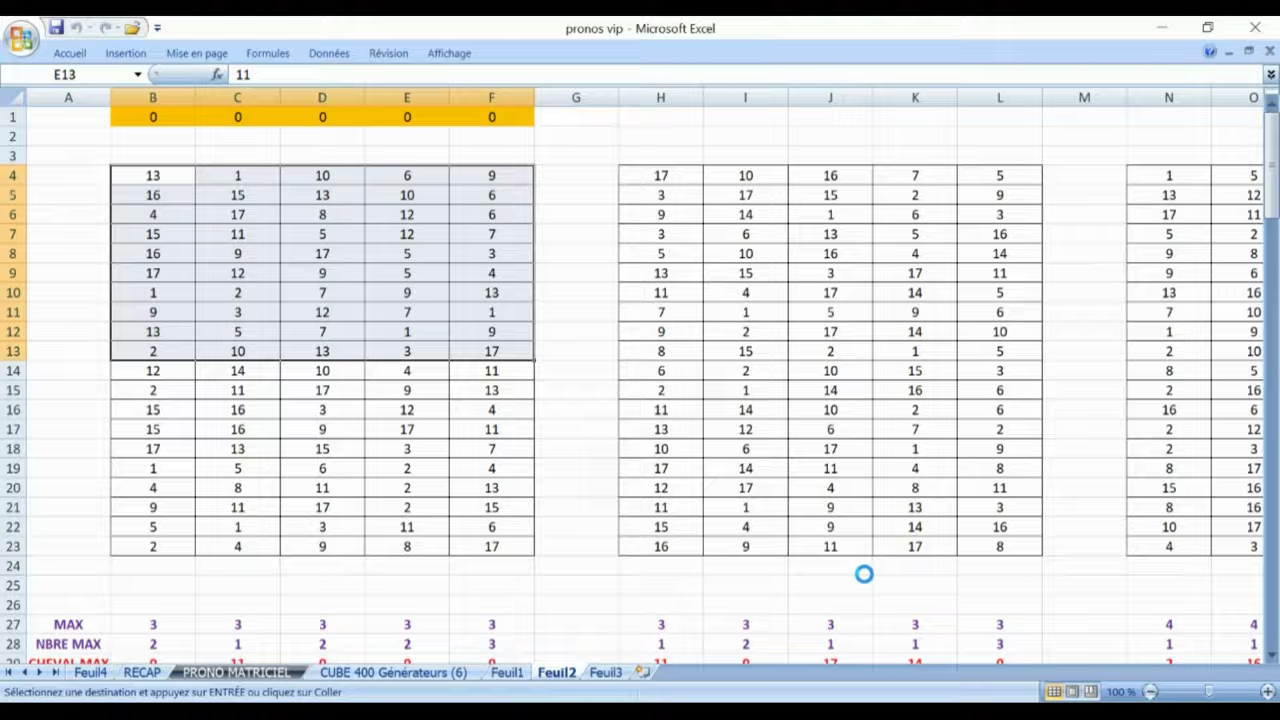 pronos vip - Microsoft Excel
Accueil Insertion Mise en page Formules Données Révision Affichage
E13 fx 11
A B C D E F G H I J K L M N O
1 0 0 0 0 0
2
3
4 13 1 10 6 9 17 10 16 7 5 1 5
5 16 15 13 10 6 3 17 15 2 9 13 12
6 4 17 8 12 6 9 14 1 6 3 17 11
7 15 11 5 12 7 3 6 13 5 16 5 2
8 16 9 17 5 3 5 10 16 4 14 9 8
9 17 12 9 5 4 13 15 3 17 11 9 6
10 1 2 7 9 13 11 4 17 14 5 13 16
11 9 3 12 7 1 7 1 5 9 6 7 10
12 13 5 7 1 9 9 2 17 14 10 1 9
13 2 10 13 3 17 8 15 2 1 5 2 10
14 12 14 10 4 11 6 2 10 15 3 8 5
15 2 11 17 9 13 2 1 14 16 6 2 16
16 15 16 3 12 4 11 14 10 2 6 16 6
17 15 16 9 17 11 13 12 6 7 2 2 12
18 17 13 15 3 7 10 6 17 1 9 2 3
19 1 5 6 2 4 17 14 11 4 8 8 17
20 4 8 11 2 13 12 17 4 8 11 15 16
21 9 11 17 2 15 11 1 9 13 3 8 16
22 5 1 3 11 6 15 4 9 14 16 10 17
23 2 4 9 8 17 16 9 11 17 8 4 3
24
25
26
27 MAX 3 3 3 3 3 3 3 3 3 3 4 4
28 NBRE MAX 2 1 2 2 3 1 2 1 1 3 1 1
Feuil4 RECAP PRONO MATRICIEL CUBE 400 Générateurs (6) Feuil1 Feuil2 Feuil3
Sélectionnez une destination et appuyez sur ENTRÉE ou cliquez sur Coller 100 %